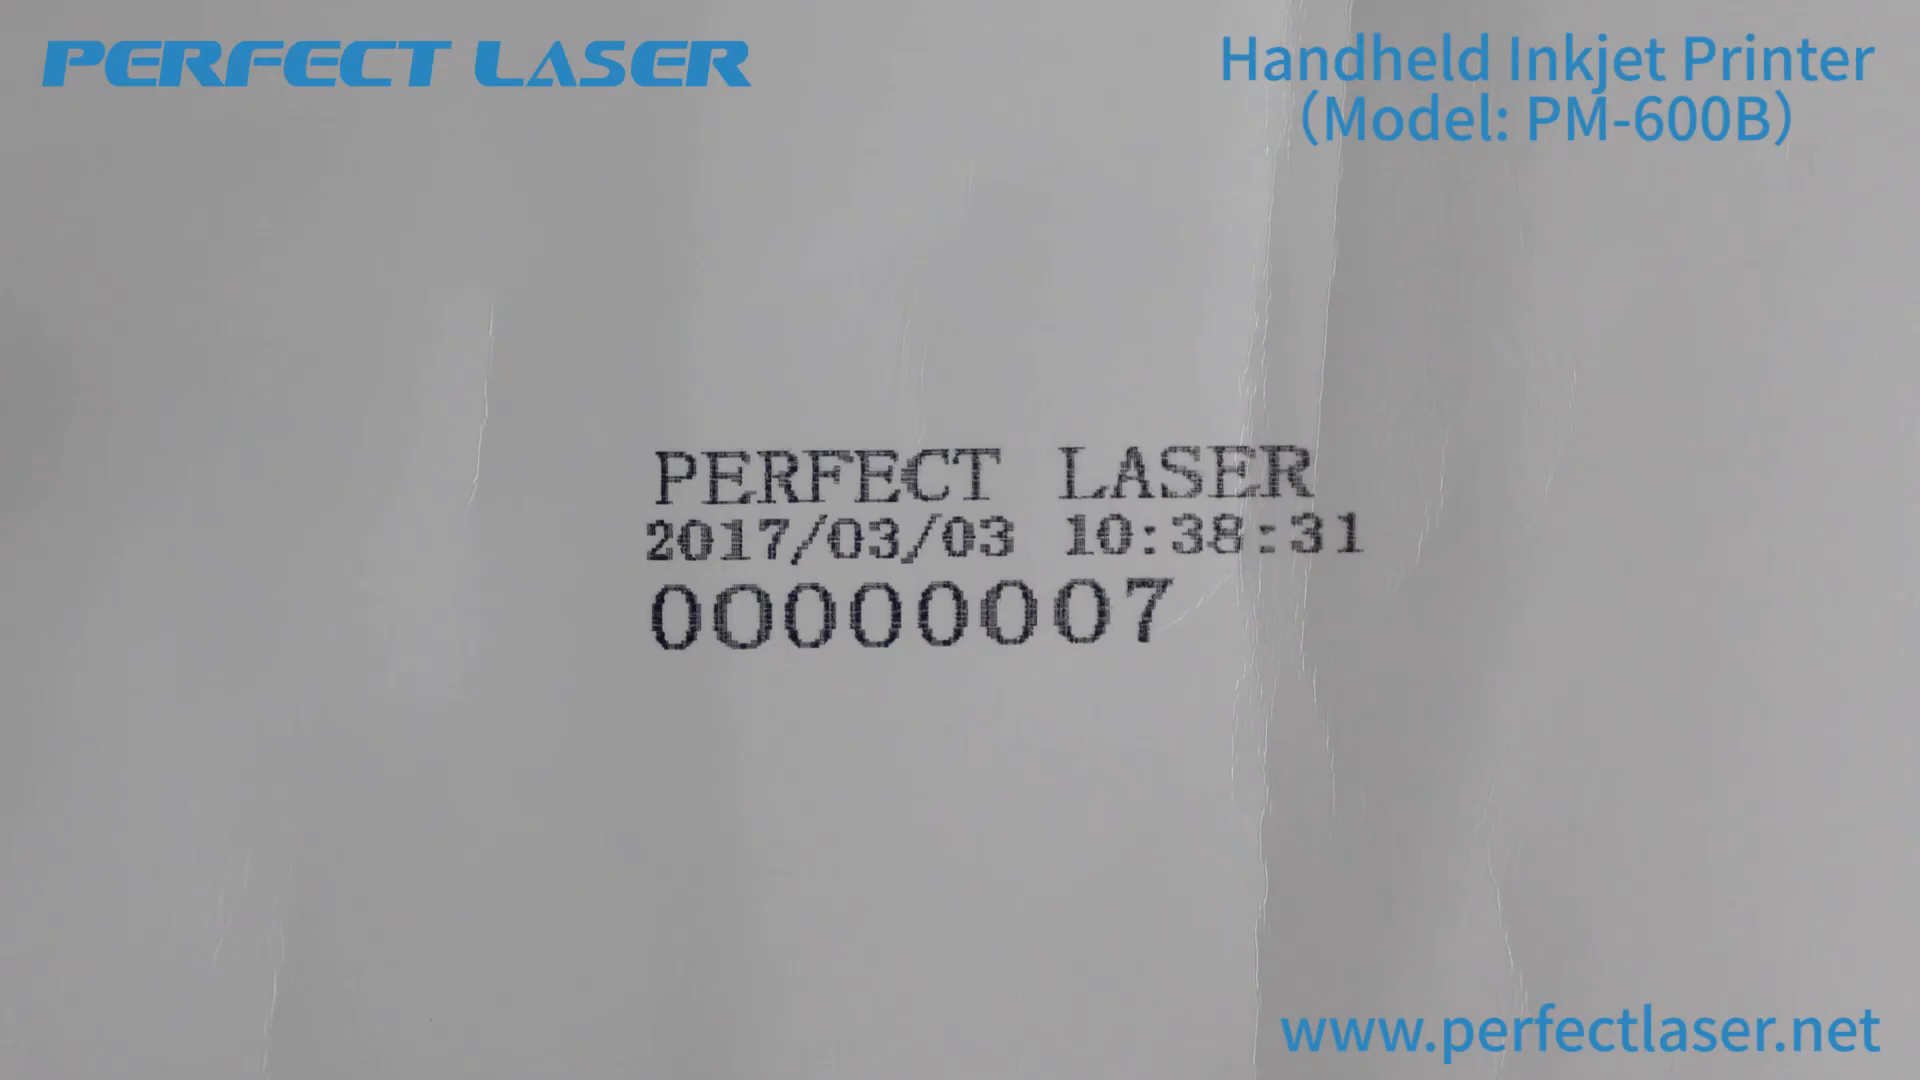 PERFECT LASER
Handheld Inkjet Printer
(Model: PM-600B)
PERFECT LASER
2017/03/03 10:38:31
00000007
www.perfectlaser.net